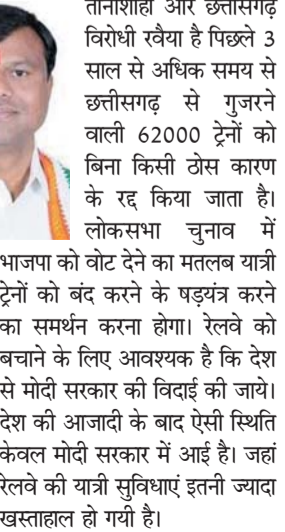 तानाशाही और छत्तीसगढ़
विरोधी रवैया है पिछले 3
साल से अधिक समय से
छत्तीसगढ़ से गुजरने
वाली 62000 ट्रेनों को
बिना किसी ठोस कारण
के रद्द किया जाता है।
लोकसभा चुनाव में
भाजपा को वोट देने का मतलब यात्री
ट्रेनों को बंद करने के षड़यंत्र करने
का समर्थन करना होगा। रेलवे को
बचाने के लिए आवश्यक है कि देश
से मोदी सरकार की विदाई की जाये।
देश की आजादी के बाद ऐसी स्थिति
केवल मोदी सरकार में आई है। जहां
रेलवे की यात्री सुविधाएं इतनी ज्यादा
खस्ताहाल हो गयी है।